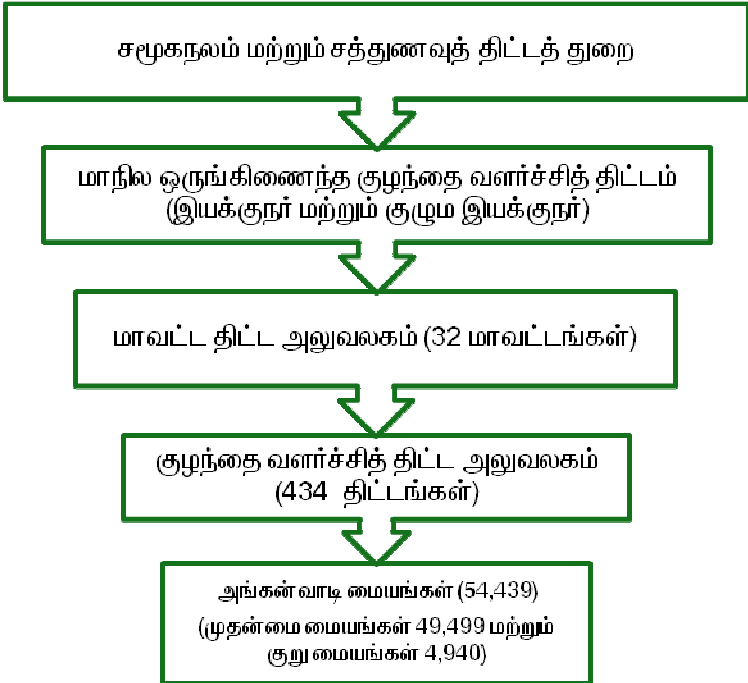 சமூகநலம் மற்றும் சத்துணவுத் திட்டத் துறை
மாநில ஒருங்கிணைந்த குழந்தை வளர்ச்சித் திட்டம்
(இயக்குநர் மற்றும் குழும இயக்குநர்)
மாவட்ட திட்ட அலுவலகம் (32 மாவட்டங்கள்)
குழந்தை வளர்ச்சித் திட்ட அலுவலகம்
(434 திட்டங்கள்)
அங்கன்வாடி மையங்கள் (54,439)
(முதன்மை மையங்கள் 49,499 மற்றும்
குறு மையங்கள் 4,940)